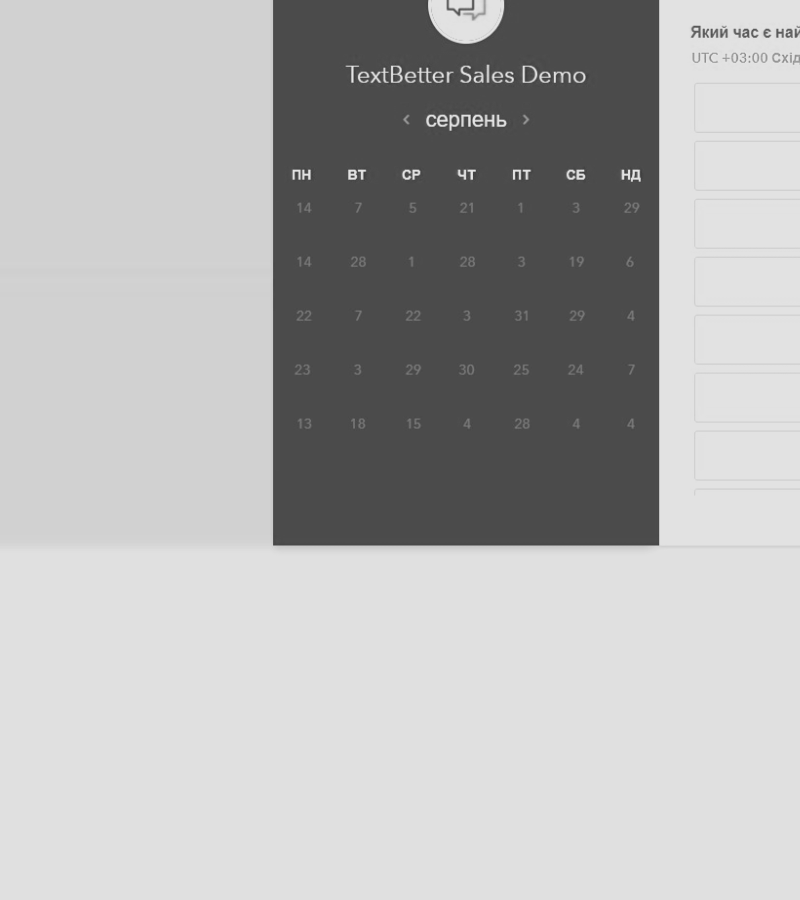 TextBetter Sales Demo
серпень
ПН ВТ СР ЧТ ПТ СБ НД
14 7 5 21 1 3 29
14 28 1 28 3 19 6
22 7 22 3 31 29 4
23 3 29 30 25 24 7
13 18 15 4 28 4 4
Який час є най
UTC +03:00 Схід